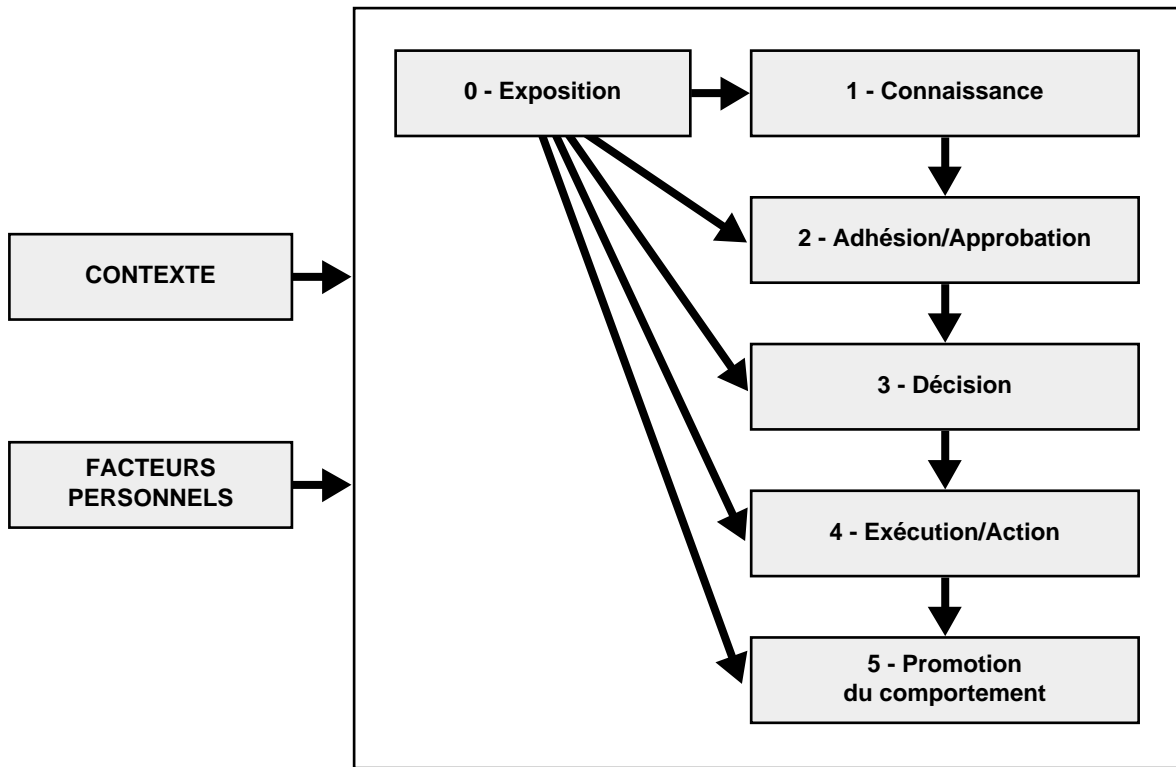 0 - Exposition
1 - Connaissance
2 - Adhésion/Approbation
CONTEXTE
3 - Décision
FACTEURS
PERSONNELS
4 - Exécution/Action
5 - Promotion
du comportement